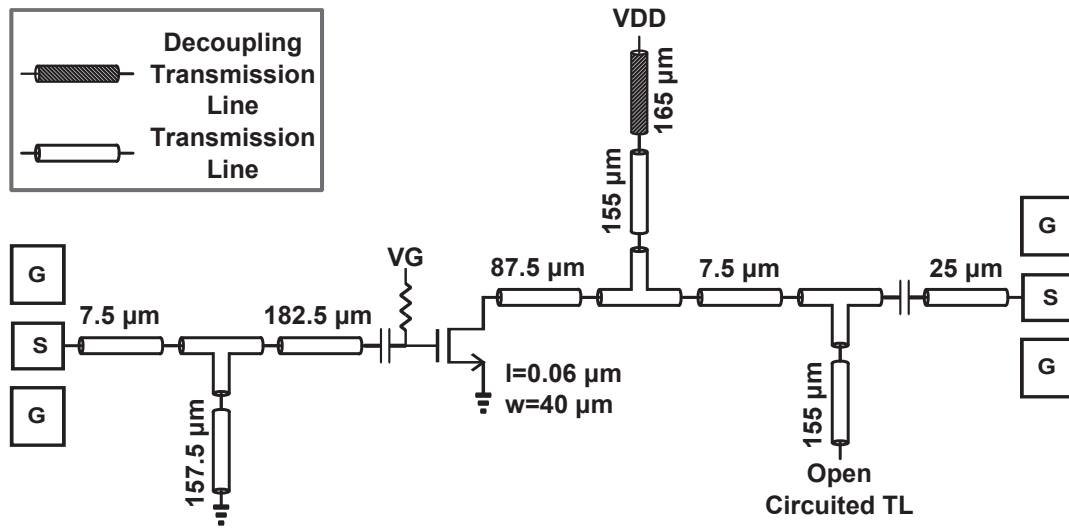 Decoupling
Transmission
Line
Transmission
Line
VDD
165 µm
155 µm
G
S
G
7.5 µm
157.5 µm
182.5 µm
VG
l=0.06 µm
w=40 µm
87.5 µm
7.5 µm
155 µm
Open
Circuited TL
25 µm
G
S
G